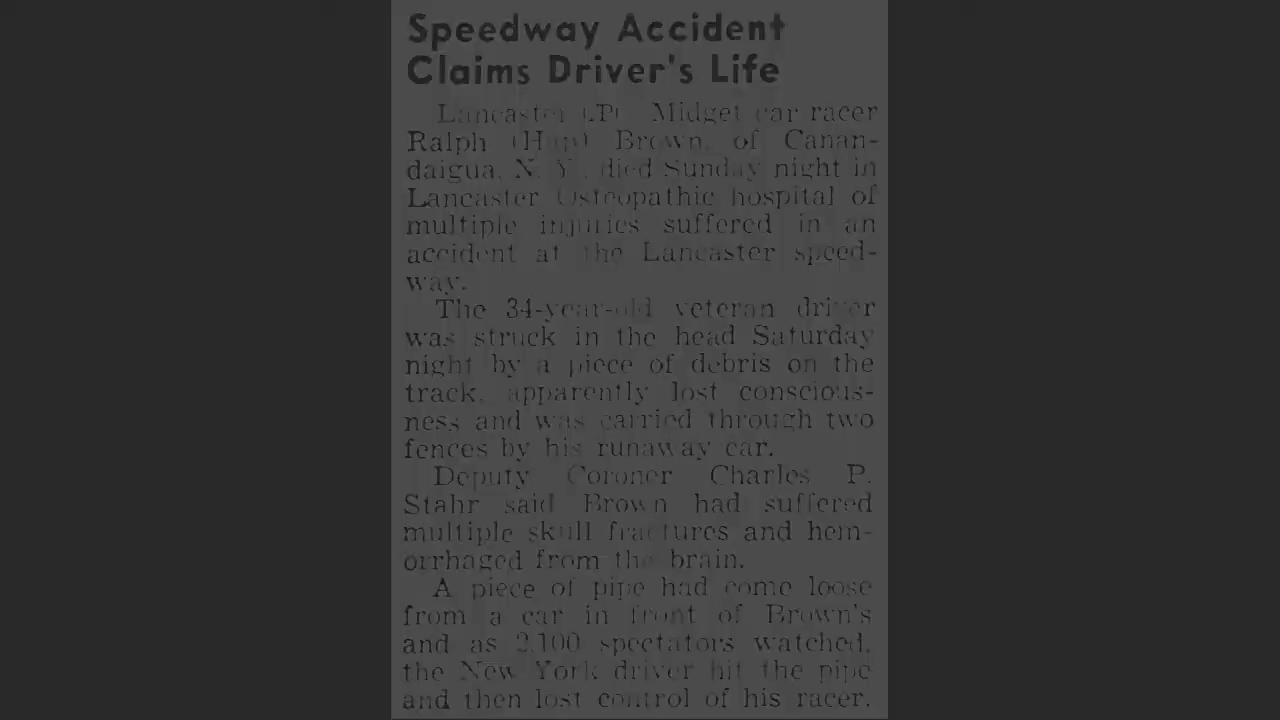 Speedway Accident
Claims Driver's Life
Lancaster (AP) Midget car racer
Ralph (Hap) Brown, of Canan-
daigua, N. Y., died Sunday night in
Lancaster Osteopathic hospital of
multiple injuries suffered in an
accident at the Lancaster speed-
way.
The 34-year-old veteran driver
was struck in the head Saturday
night by a piece of debris on the
track, apparently lost conscious-
ness and was carried through two
fences by his runaway car.
Deputy Coroner Charles P.
Stahr said Brown had suffered
multiple skull fractures and hem-
orrhaged from the brain.
A piece of pipe had come loose
from a car in front of Brown's
and as 2,100 spectators watched,
the New York driver hit the pipe
and then lost control of his racer.